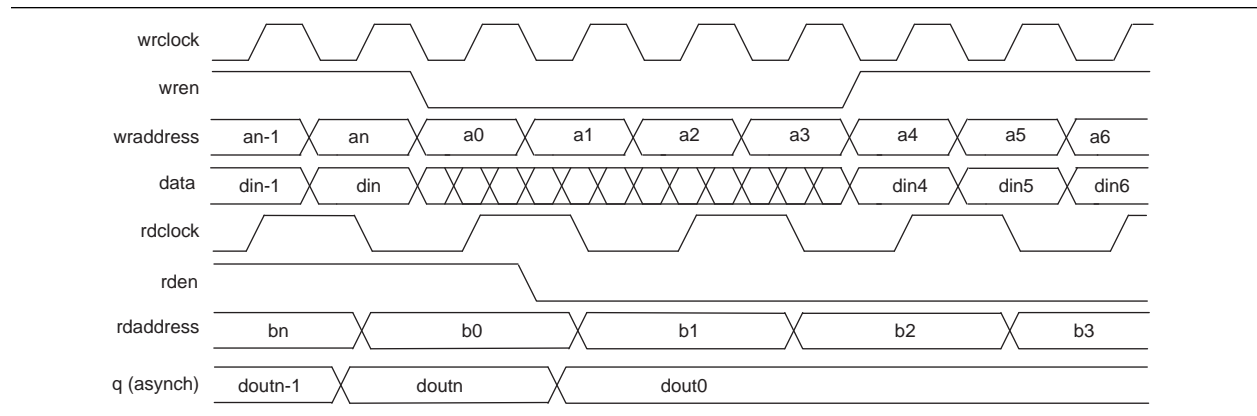 wrclock
wren
wraddress an-1 an a0 a1 a2 a3 a4 a5 a6
data din-1 din din4 din5 din6
rdclock
rden
rdaddress bn b0 b1 b2 b3
q (asynch) doutn-1 doutn dout0